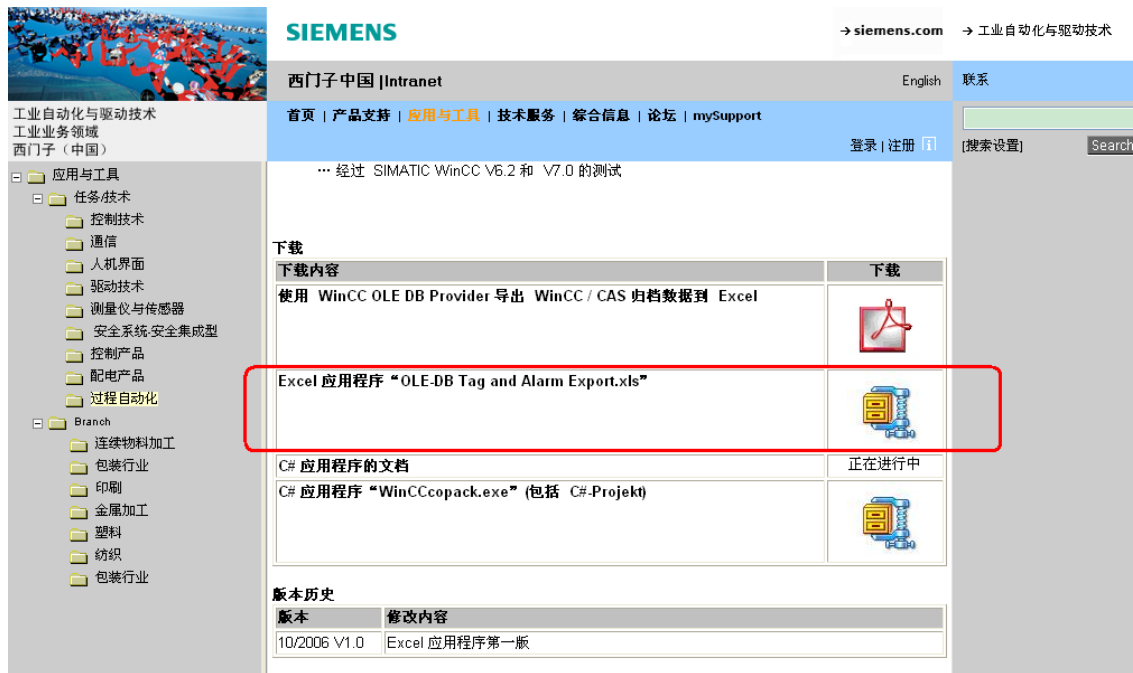 SIEMENS
→ siemens.com
→ 工业自动化与驱动技术
西门子中国 |Intranet
English
联系
工业自动化与驱动技术
工业业务领域
西门子（中国）
首页 | 产品支持 | 应用与工具 | 技术服务 | 综合信息 | 论坛 | mySupport
登录 | 注册
[搜索设置]
Search
应用与工具
任务/技术
控制技术
通信
人机界面
驱动技术
测量仪与传感器
安全系统-安全集成型
控制产品
配电产品
过程自动化
Branch
连续物料加工
包装行业
印刷
金属加工
塑料
纺织
包装行业
··· 经过 SIMATIC WinCC V6.2 和 V7.0 的测试
下载
下载内容
下载
使用 WinCC OLE DB Provider 导出 WinCC / CAS 归档数据到 Excel
Excel 应用程序“OLE-DB Tag and Alarm Export.xls”
C# 应用程序的文档
正在进行中
C# 应用程序“WinCCcopack.exe”(包括 C#-Projekt)
版本历史
版本
修改内容
10/2006 V1.0
Excel 应用程序第一版